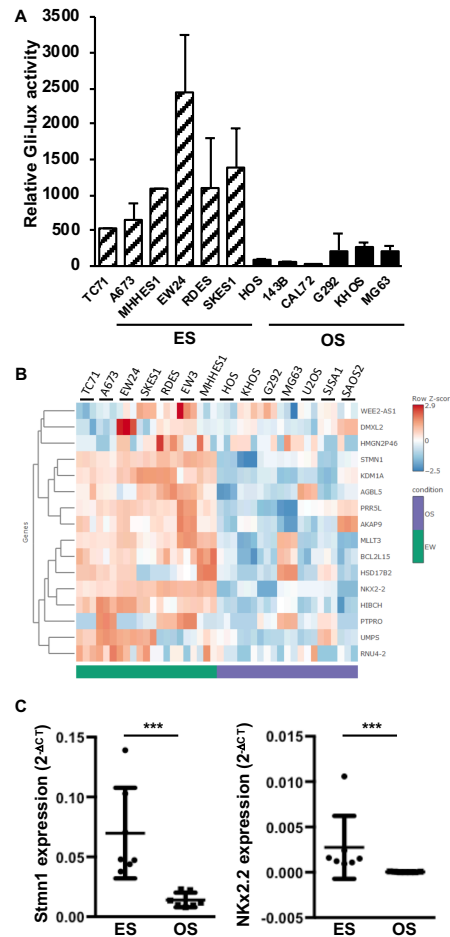 A
Relative Gli-lux activity
3500
3000
2500
2000
1500
1000
500
0
TC71
A673
MHHES1
EW24
RDES
SKES1
HOS
143B
CAL72
G292
KHOS
MG63
ES
OS
B
TC71
A673
EW24
SKES1
RDES
EW3
MHHES1
HOS
KHOS
G292
MG63
U2OS
SJSA1
SAOS2
Row Z-scor
2.9
0
−2.5
condition
OS
EW
Genes
WEE2-AS1
DMXL2
HMGN2P46
STMN1
KDM1A
AGBL5
PRR5L
AKAP9
MLLT3
BCL2L15
HSD17B2
NKX2-2
HIBCH
PTPRO
UMPS
RNU4-2
C
Stmn1 expression (2-ΔCT)
0.15
0.10
0.05
0.00
***
ES
OS
NKx2.2 expression (2-ΔCT)
0.015
0.010
0.005
0.000
-0.005
***
ES
OS